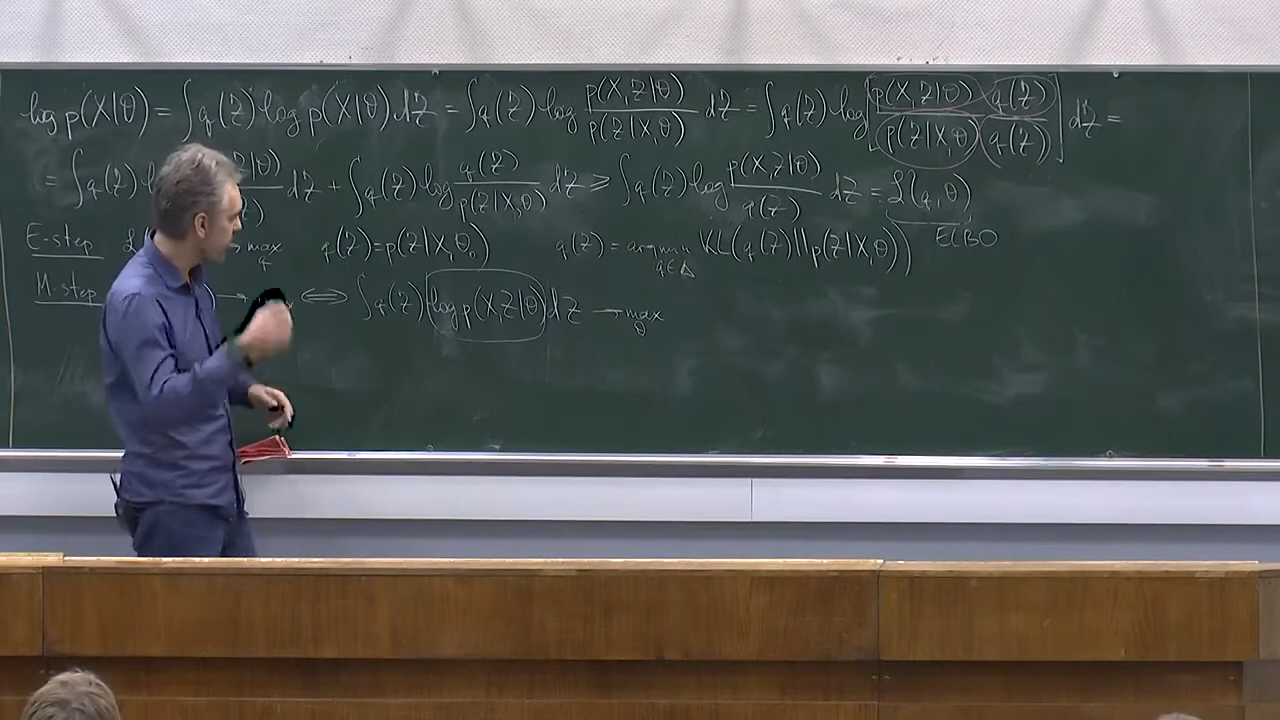 log p(X|θ) = ∫ q(Z) log p(X|θ) dZ = ∫ q(Z) log p(X,Z|θ)/p(Z|X,θ) dZ = ∫ q(Z) log [ p(X,Z|θ) q(Z) / p(Z|X,θ) q(Z) ] dZ =
= ∫ q(Z) Z|θ) dZ + ∫ q(Z) log q(Z)/p(Z|X,θ) dZ ≥ ∫ q(Z) log p(X,Z|θ)/q(Z) dZ = ℒ(q,θ)
ELBO
E-step ℒ → max q q(Z) = p(Z|X,θ₀) q(Z) = argmin q∈Δ KL(q(Z)||p(Z|X,θ))
M-step ) → ⟺ ∫ q(Z) log p(X,Z|θ) dZ → max θ